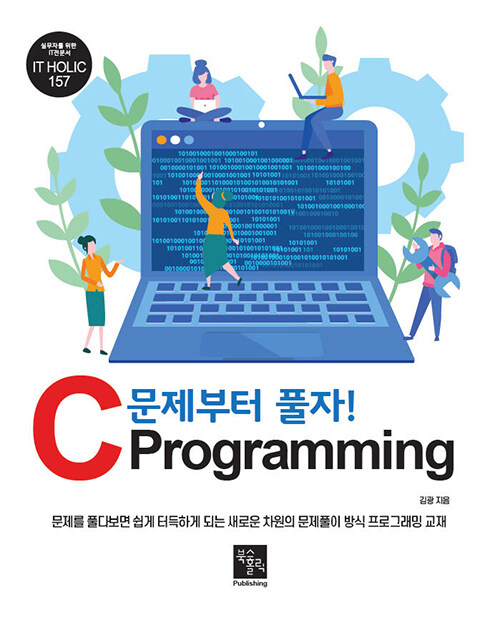 실무자를 위한
IT전문서
IT HOLIC
157
문제부터 풀자!
C Programming
김광 지음
문제를 풀다보면 쉽게 터득하게 되는 새로운 차원의 문제풀이 방식 프로그래밍 교재
북스홀릭
Publishing